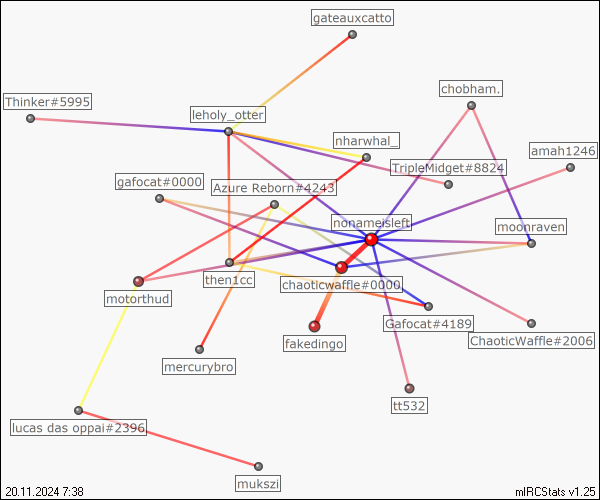 gateauxcatto
chobham.
Thinker#5995
leholy_otter
nharwhal_
amah1246
TripleMidget#8824
gafocat#0000
Azure Reborn#4243
nonameisleft
moonraven
then1cc
chaoticwaffle#0000
motorthud
Gafocat#4189
ChaoticWaffle#2006
fakedingo
mercurybro
tt532
lucas das oppai#2396
mukszi
20.11.2024 7:38
mIRCStats v1.25